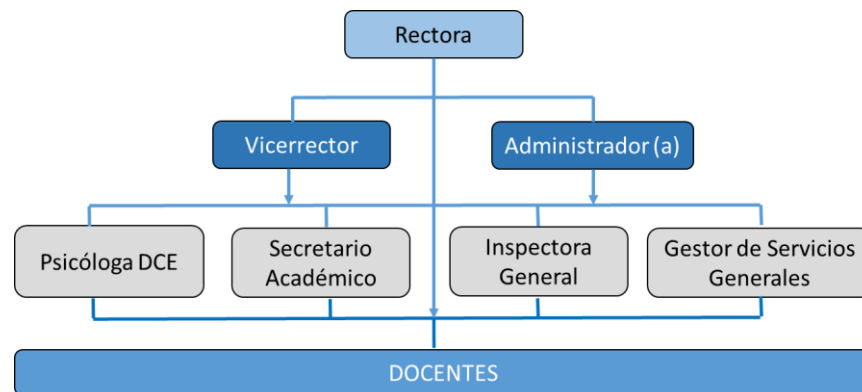 Rectora
Vicerrector
Administrador (a)
Psicóloga DCE
Secretario
Académico
Inspectora
General
Gestor de Servicios
Generales
DOCENTES